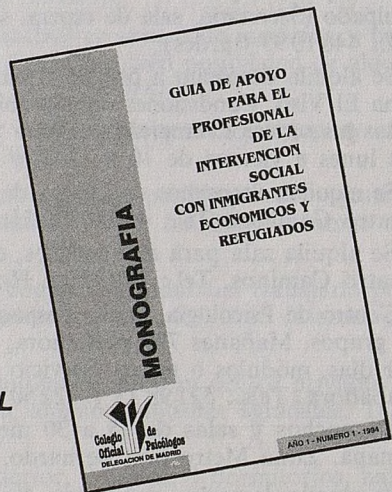 GUIA DE APOYO
PARA EL
PROFESIONAL
DE LA
INTERVENCION
SOCIAL
CON INMIGRANTES
ECONOMICOS Y
REFUGIADOS
MONOGRAFIA
Colegio Oficial de Psicólogos
DELEGACION DE MADRID
AÑO 1 - NUMERO 1 - 1994
L